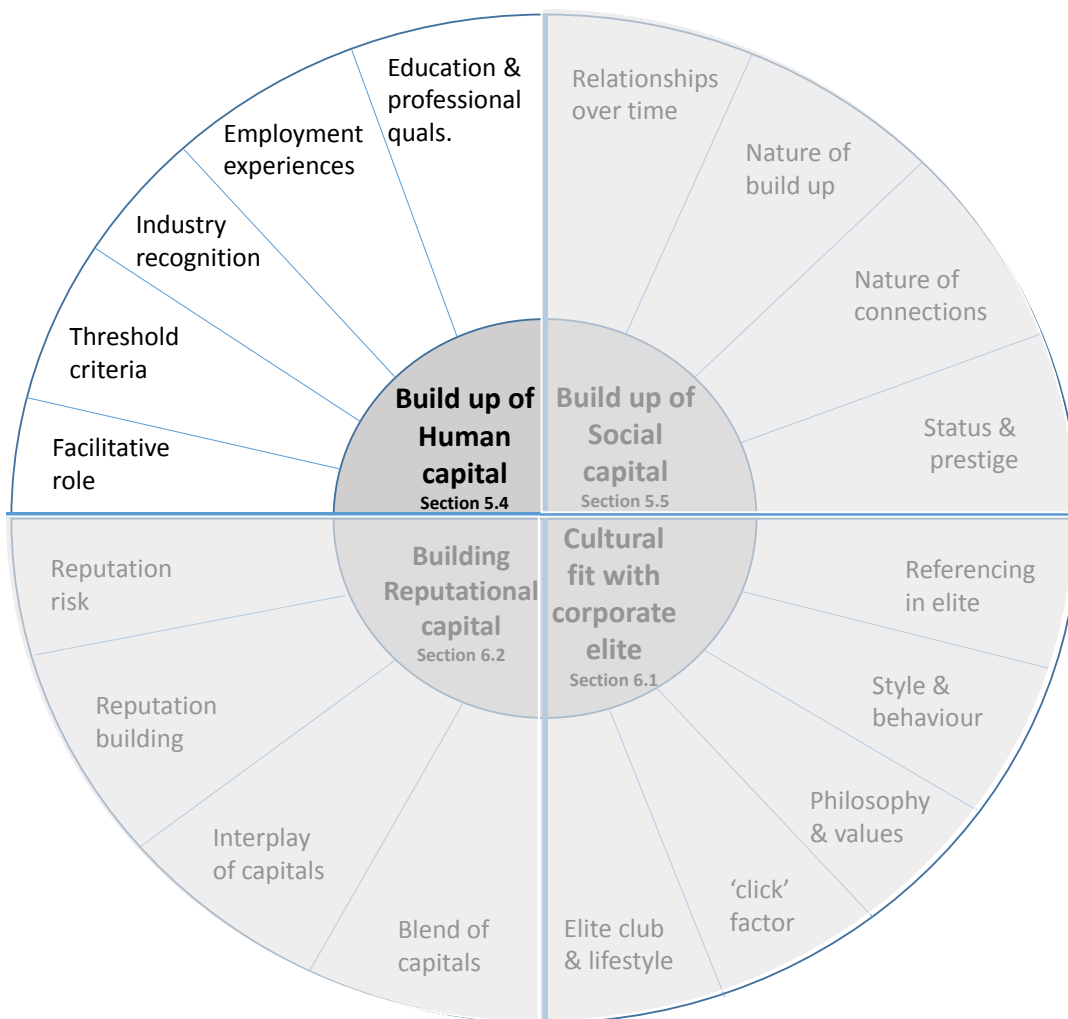 Education &
professional
quals.
Employment
experiences
Industry
recognition
Threshold
criteria
Facilitative
role
Build up of
Human
capital
Section 5.4
Relationships
over time
Nature of
build up
Nature of
connections
Status &
prestige
Build up of
Social
capital
Section 5.5
Building
Reputational
capital
Section 6.2
Reputation
risk
Reputation
building
Interplay
of capitals
Blend of
capitals
Cultural
fit with
corporate
elite
Section 6.1
Referencing
in elite
Style &
behaviour
Philosophy
& values
‘click’
factor
Elite club
& lifestyle